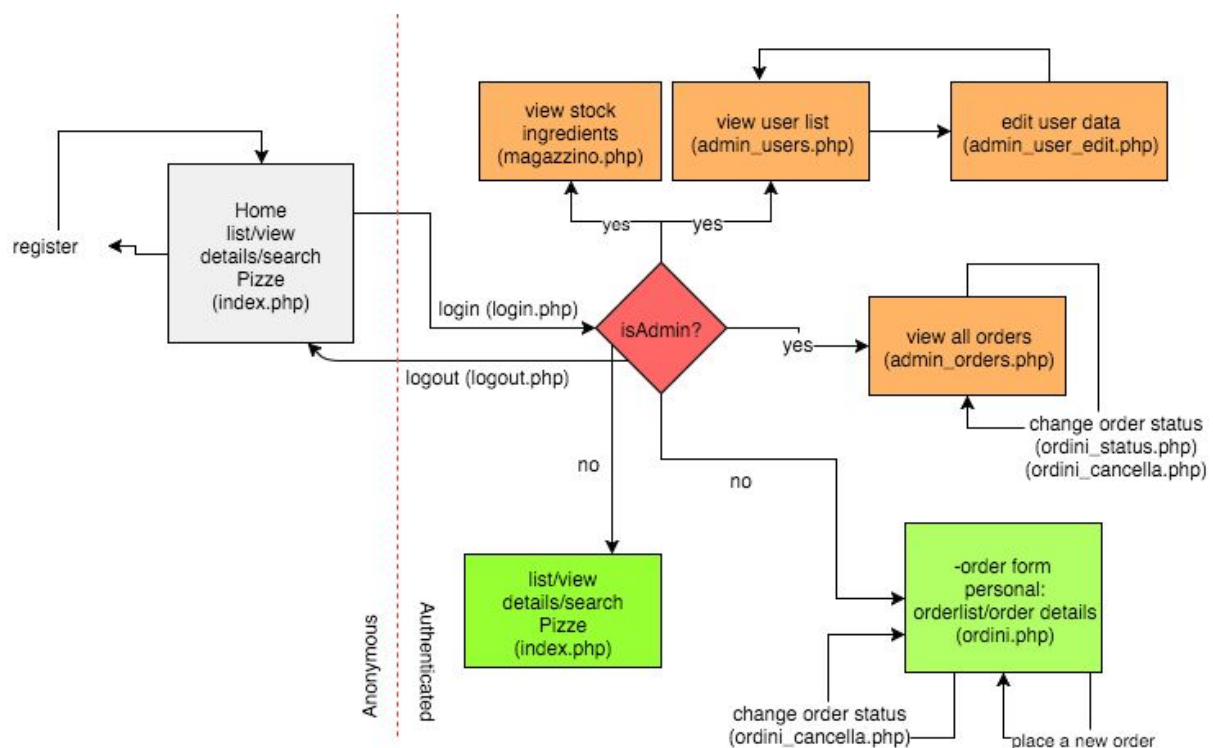 view stock
ingredients
(magazzino.php)
view user list
(admin_users.php)
edit user data
(admin_user_edit.php)
register
Home
list/view
details/search
Pizze
(index.php)
yes
yes
login (login.php)
isAdmin?
yes
view all orders
(admin_orders.php)
logout (logout.php)
change order status
(ordini_status.php)
(ordini_cancella.php)
no
no
list/view
details/search
Pizze
(index.php)
-order form
personal:
orderlist/order details
(ordini.php)
Anonymous
Authenticated
change order status
(ordini_cancella.php)
place a new order